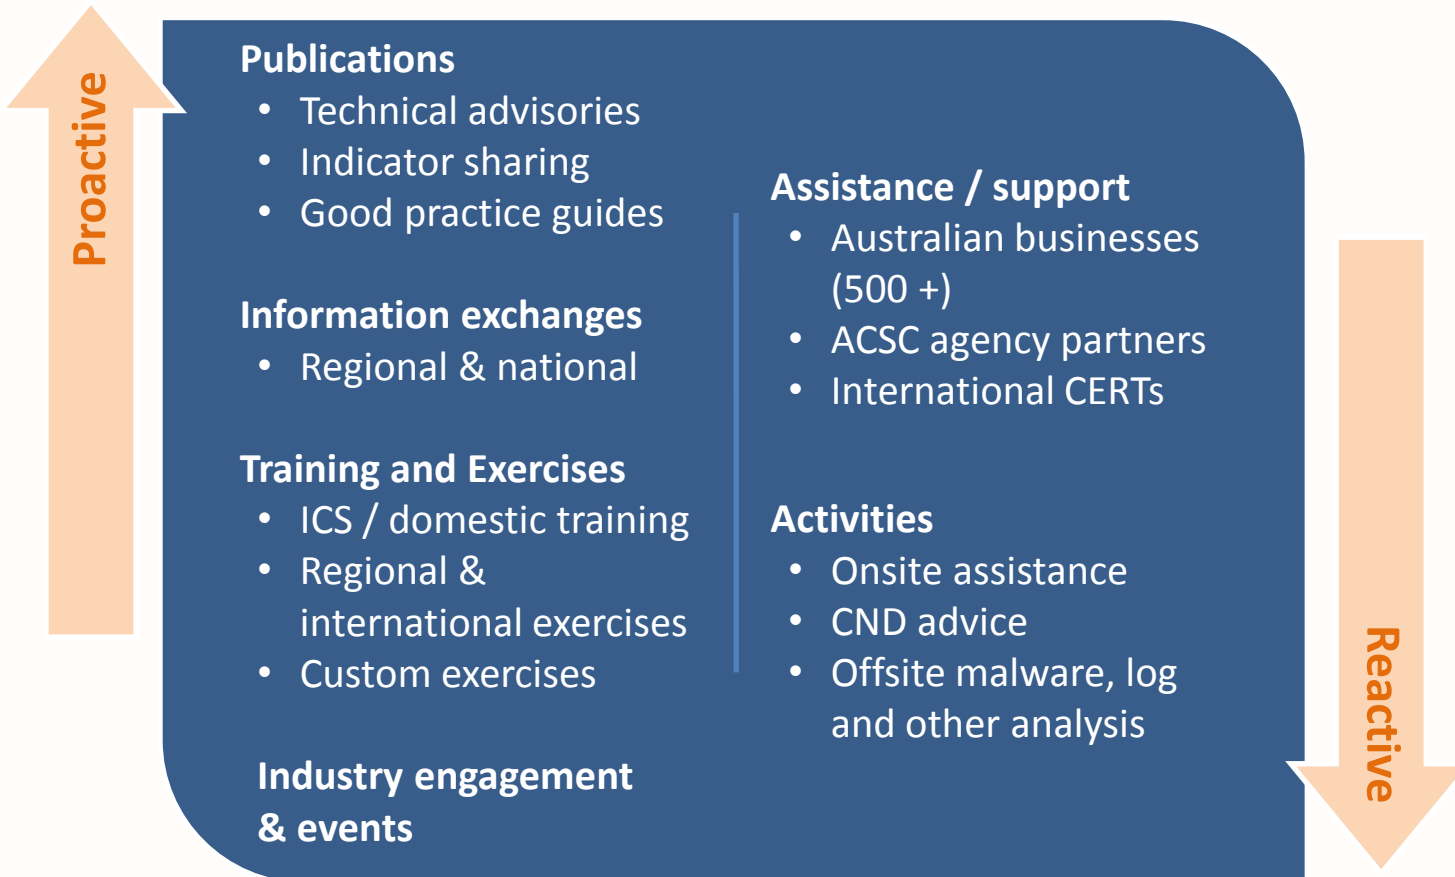 Proactive
Publications
• Technical advisories
• Indicator sharing
• Good practice guides
Information exchanges
• Regional & national
Training and Exercises
• ICS / domestic training
• Regional &
international exercises
• Custom exercises
Industry engagement
& events
Assistance / support
• Australian businesses
(500 +)
• ACSC agency partners
• International CERTs
Activities
• Onsite assistance
• CND advice
• Offsite malware, log
and other analysis
Reactive